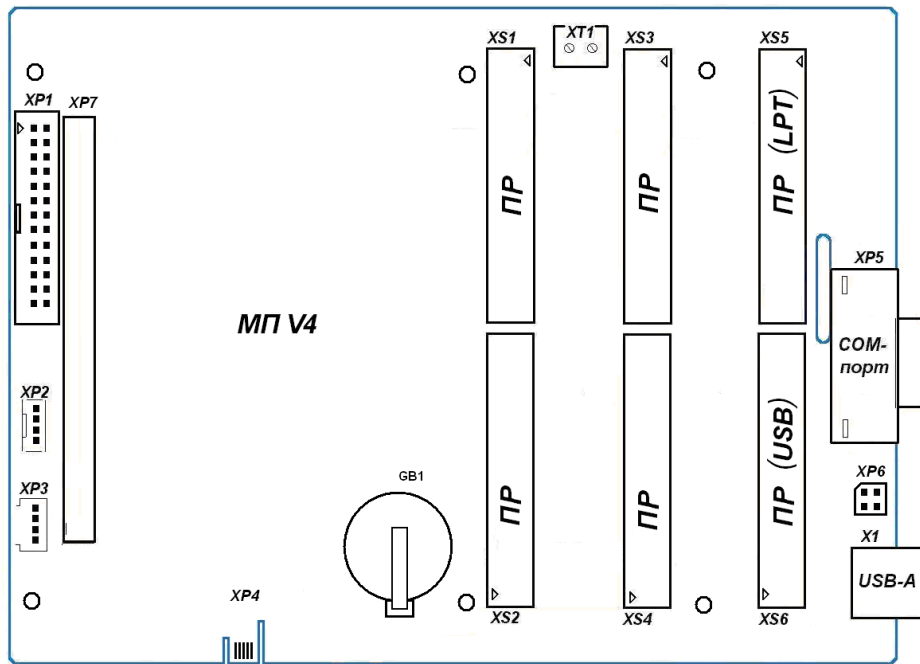 XS1
XT1
XS3
XS5
XP1
XP7
ПР
ПР
ПР (LPT)
XP5
МП V4
COM-
порт
XP2
GB1
XP3
ПР
ПР
ПР (USB)
XP6
X1
USB-A
XP4
XS2
XS4
XS6